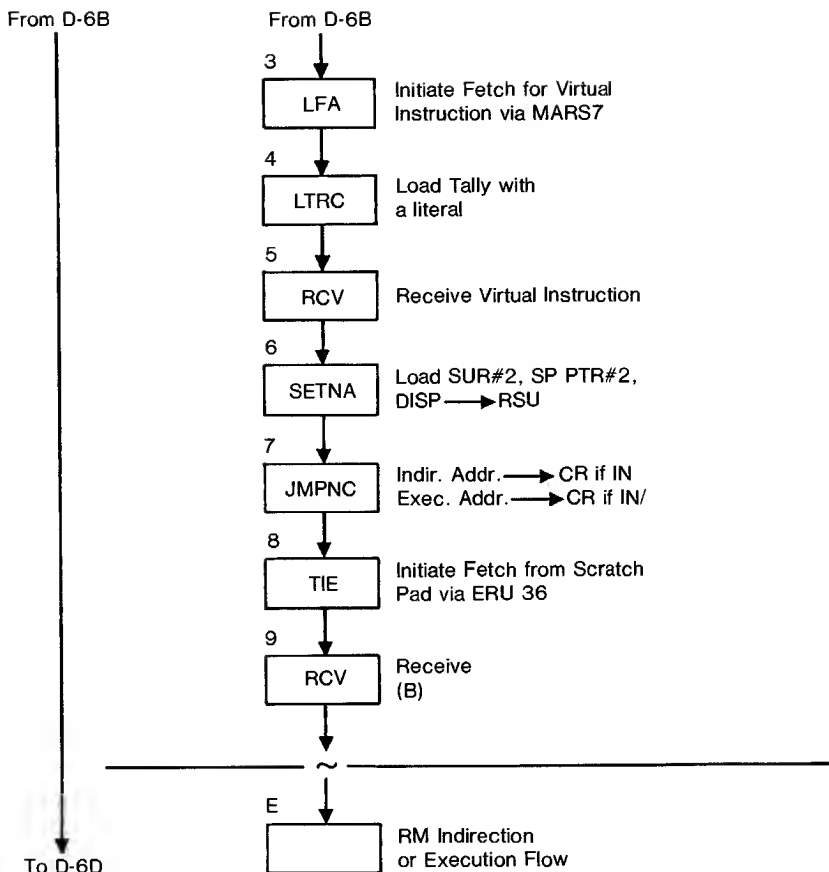 From D-6B
From D-6B
3
LFA
Initiate Fetch for Virtual
Instruction via MARS7
4
LTRC
Load Tally with
a literal
5
RCV
Receive Virtual Instruction
6
SETNA
Load SUR#2, SP PTR#2,
DISP → RSU
7
JMPNC
Indir. Addr. → CR if IN
Exec. Addr. → CR if IN/
8
TIE
Initiate Fetch from Scratch
Pad via ERU 36
9
RCV
Receive
(B)
~
E
RM Indirection
or Execution Flow
To D-6D